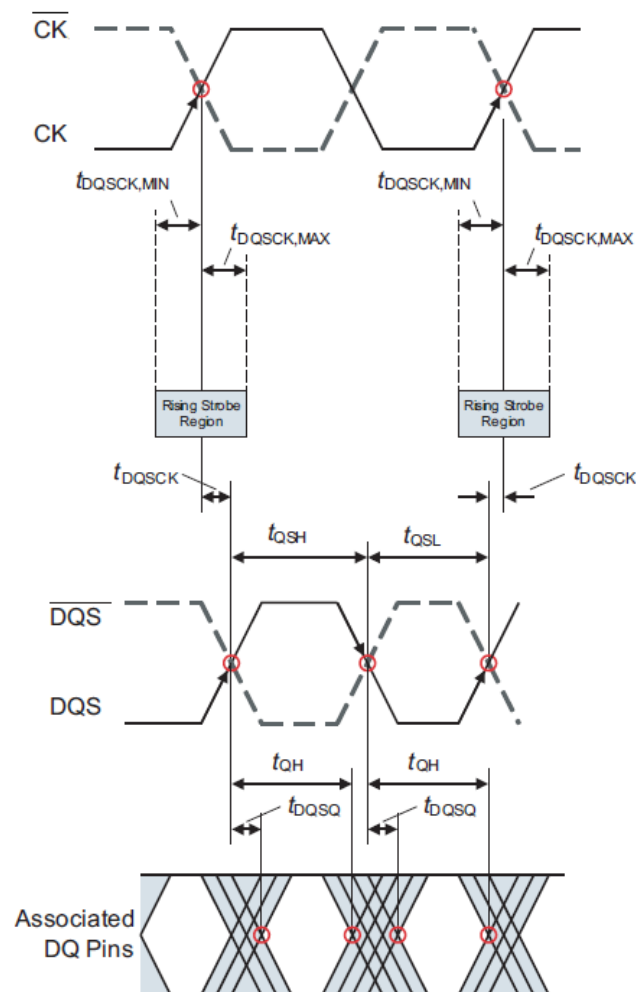 CK
CK
tDQSCK,MIN
tDQSCK,MIN
tDQSCK,MAX
tDQSCK,MAX
Rising Strobe
Region
Rising Strobe
Region
tDQSCK
tDQSCK
tQSH
tQSL
DQS
DQS
tQH
tQH
tDQSQ
tDQSQ
Associated
DQ Pins